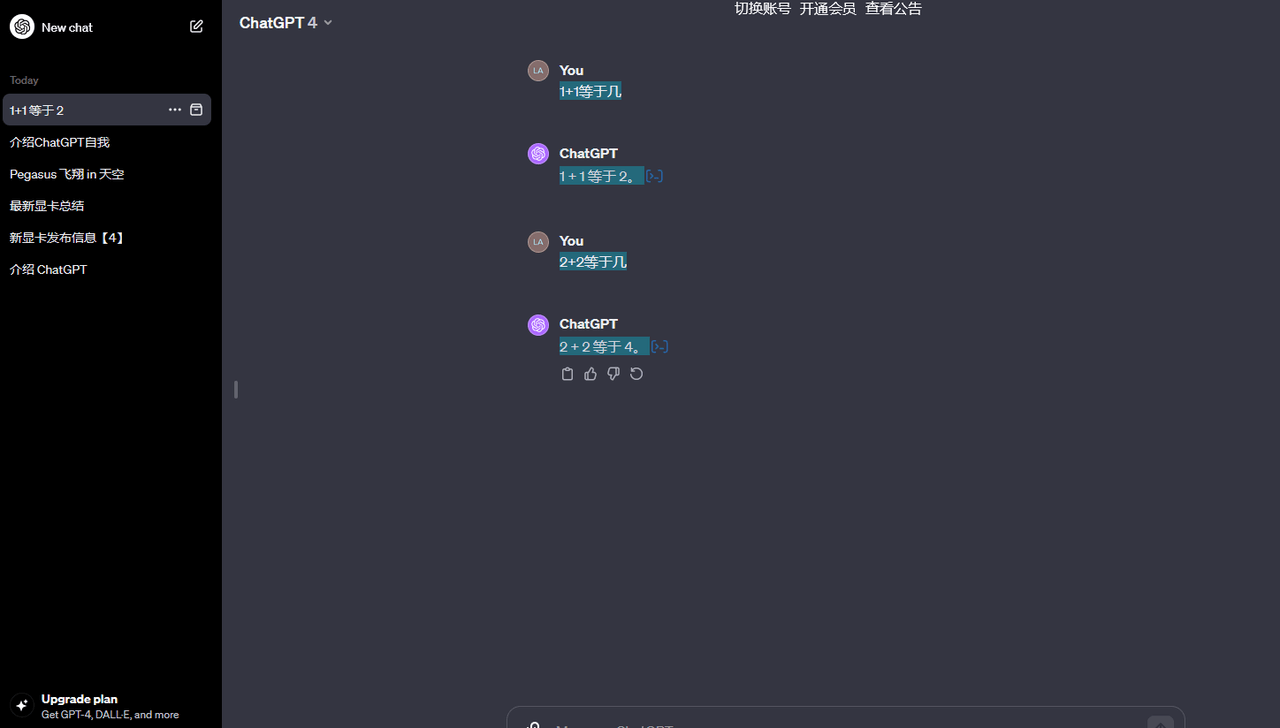 New chat
Today
1+1 等于 2
介绍ChatGPT自我
Pegasus 飞翔 in 天空
最新显卡总结
新显卡发布信息【4】
介绍 ChatGPT
Upgrade plan
Get GPT-4, DALL·E, and more
ChatGPT 4
切换账号 开通会员 查看公告
LA
You
1+1等于几
ChatGPT
1 + 1 等于 2。 [>-]
LA
You
2+2等于几
ChatGPT
2 + 2 等于 4。 [>-]